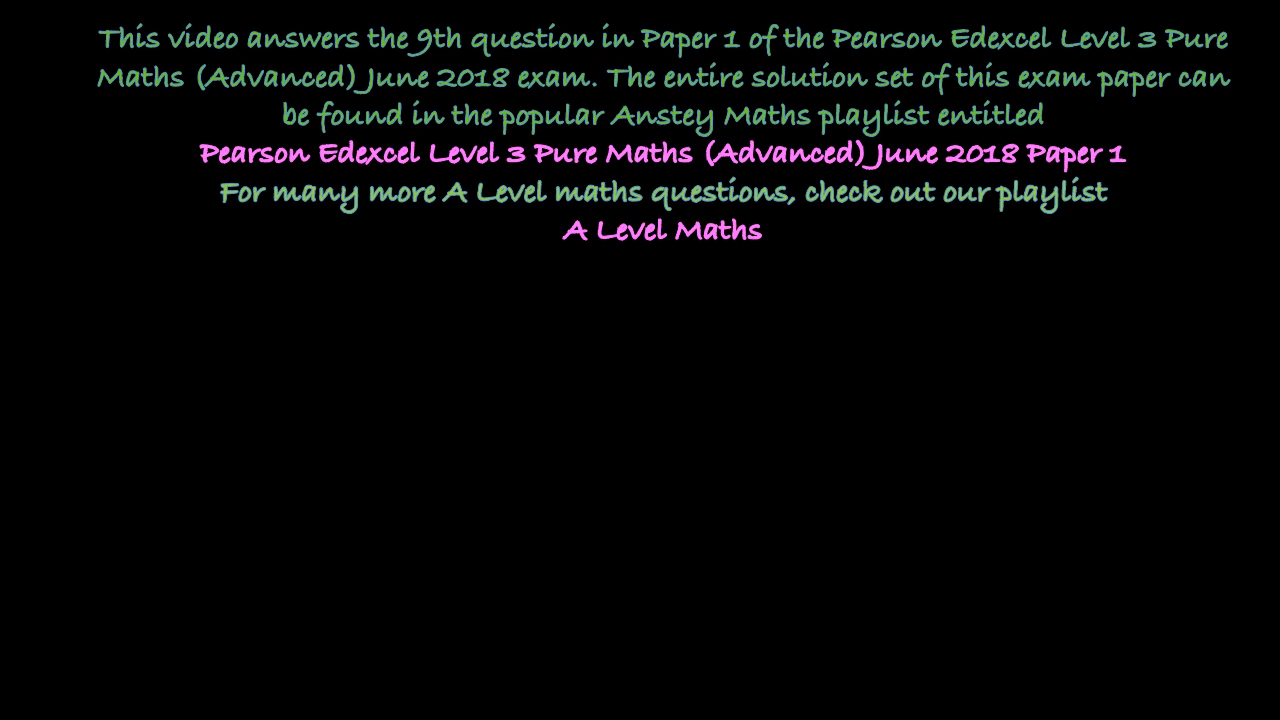 This video answers the 9th question in Paper 1 of the Pearson Edexcel Level 3 Pure
Maths (Advanced) June 2018 exam. The entire solution set of this exam paper can
be found in the popular Anstey Maths playlist entitled
Pearson Edexcel Level 3 Pure Maths (Advanced) June 2018 Paper 1
For many more A Level maths questions, check out our playlist
A Level Maths